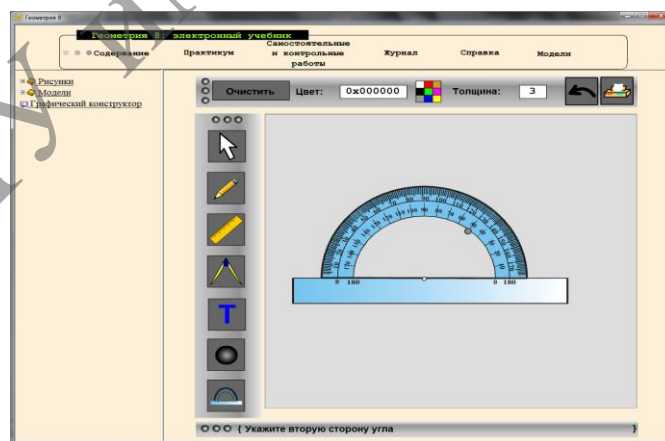 Геометрия 8
Геометрия 8: электронный учебник
Содержание
Практикум
Самостоятельные
и контрольные
работы
Журнал
Справка
Модели
Рисунки
Модели
Графический конструктор
Очистить
Цвет:
0x000000
Толщина:
3
T
0 180
0 180
( Укажите вторую сторону угла }